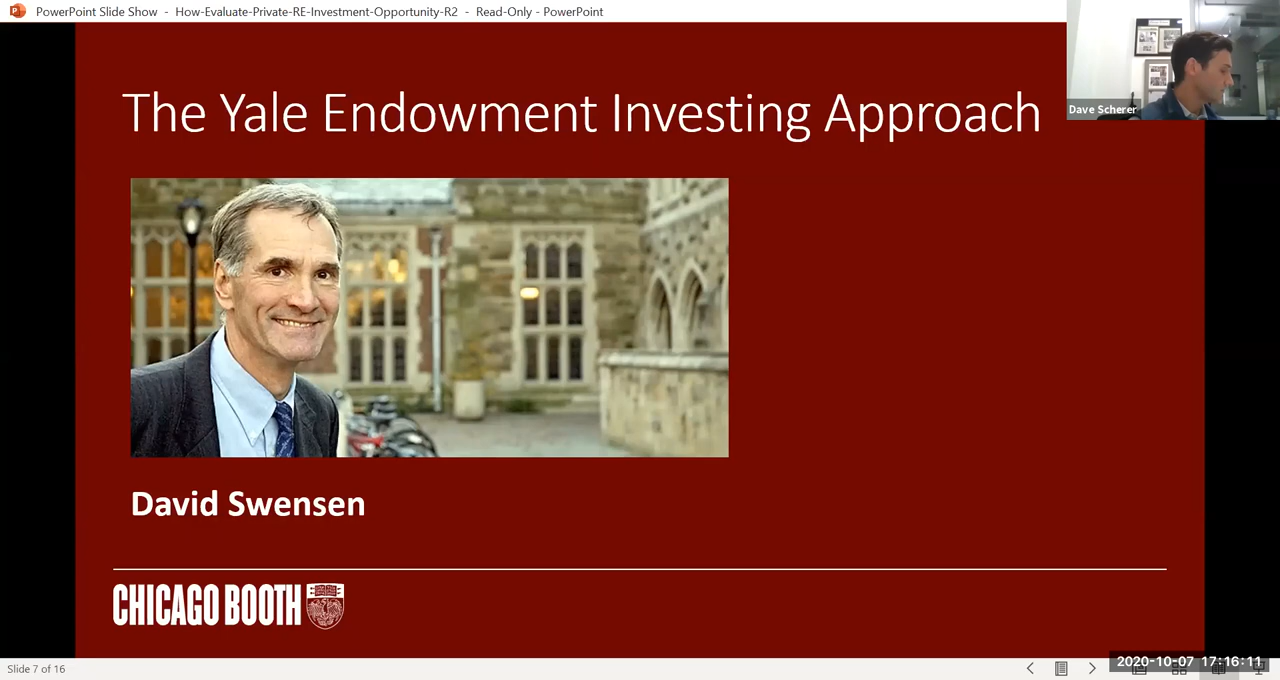 PowerPoint Slide Show - How-Evaluate-Private-RE-Investment-Opportunity-R2 - Read-Only - PowerPoint
Dave Scherer
The Yale Endowment Investing Approach
David Swensen
CHICAGO BOOTH
Slide 7 of 16
2020-10-07 17:16:11